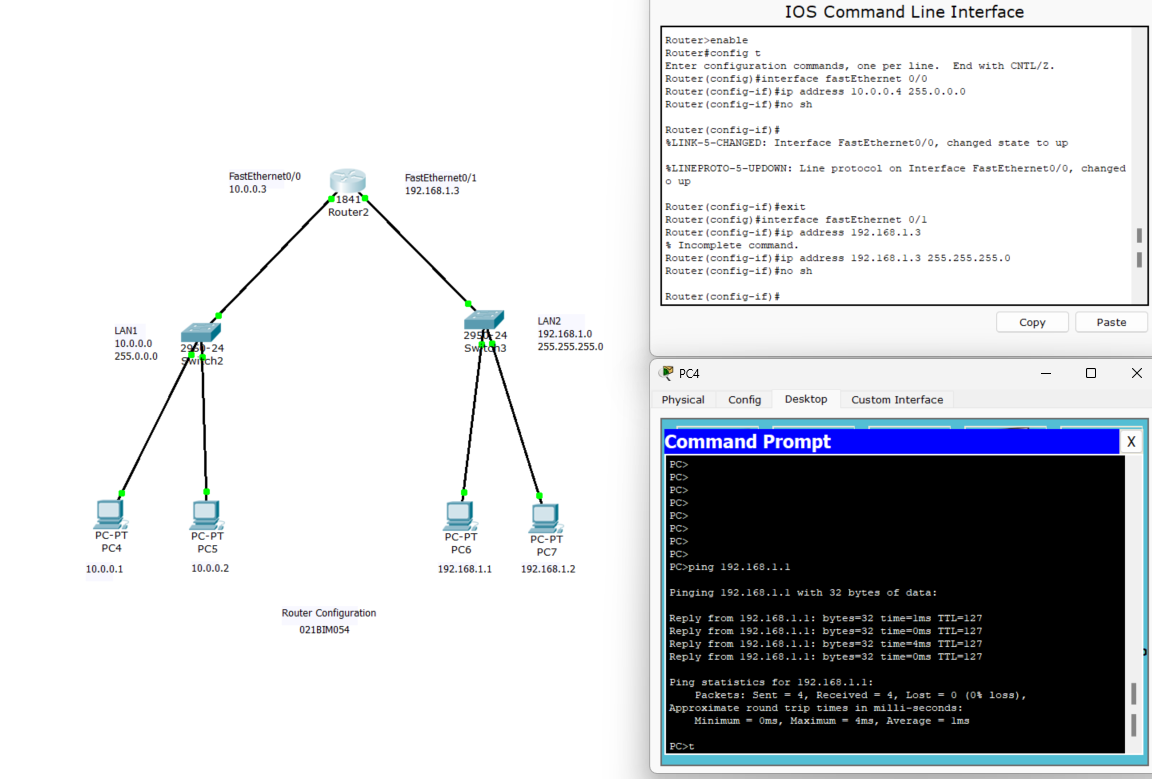 FastEthernet0/0
10.0.0.3
FastEthernet0/1
192.168.1.3
1841
Router2
LAN1
10.0.0.0
255.0.0.0
2950-24
Switch2
2950-24
Switch3
LAN2
192.168.1.0
255.255.255.0
PC-PT
PC4
10.0.0.1
PC-PT
PC5
10.0.0.2
PC-PT
PC6
192.168.1.1
PC-PT
PC7
192.168.1.2
Router Configuration
021BIM054
IOS Command Line Interface
Router>enable
Router#config t
Enter configuration commands, one per line.  End with CNTL/Z.
Router(config)#interface fastEthernet 0/0
Router(config-if)#ip address 10.0.0.4 255.0.0.0
Router(config-if)#no sh
Router(config-if)#
%LINK-5-CHANGED: Interface FastEthernet0/0, changed state to up
%LINEPROTO-5-UPDOWN: Line protocol on Interface FastEthernet0/0, changed
o up
Router(config-if)#exit
Router(config)#interface fastEthernet 0/1
Router(config-if)#ip address 192.168.1.3
% Incomplete command.
Router(config-if)#ip address 192.168.1.3 255.255.255.0
Router(config-if)#no sh
Router(config-if)#
Copy Paste
PC4
Physical Config Desktop Custom Interface
Command Prompt X
PC>
PC>
PC>
PC>
PC>
PC>
PC>
PC>
PC>ping 192.168.1.1
Pinging 192.168.1.1 with 32 bytes of data:
Reply from 192.168.1.1: bytes=32 time=1ms TTL=127
Reply from 192.168.1.1: bytes=32 time=0ms TTL=127
Reply from 192.168.1.1: bytes=32 time=4ms TTL=127
Reply from 192.168.1.1: bytes=32 time=0ms TTL=127
Ping statistics for 192.168.1.1:
Packets: Sent = 4, Received = 4, Lost = 0 (0% loss),
Approximate round trip times in milli-seconds:
Minimum = 0ms, Maximum = 4ms, Average = 1ms
PC>t